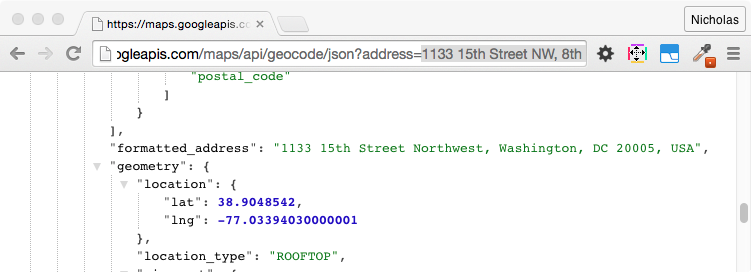 https://maps.googleapis.co
Nicholas
ogleapis.com/maps/api/geocode/json?address=1133 15th Street NW, 8th
"postal_code"
]
}
],
"formatted_address": "1133 15th Street Northwest, Washington, DC 20005, USA",
"geometry": {
"location": {
"lat": 38.9048542,
"lng": -77.03394030000001
},
"location_type": "ROOFTOP",